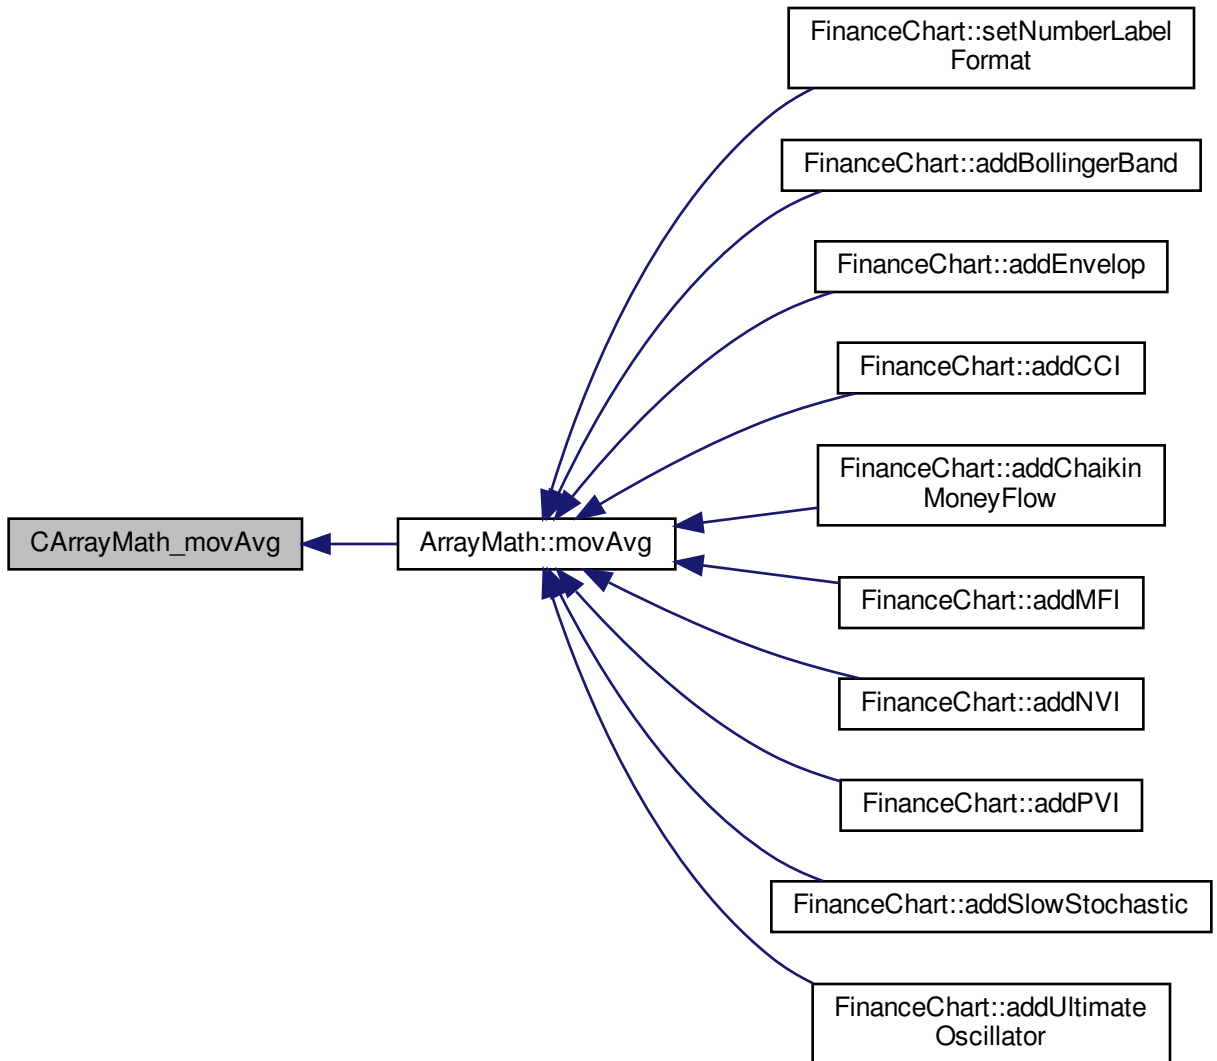 FinanceChart::setNumberLabel
Format
FinanceChart::addBollingerBand
FinanceChart::addEnvelop
FinanceChart::addCCI
FinanceChart::addChaikin
MoneyFlow
CArrayMath_movAvg
ArrayMath::movAvg
FinanceChart::addMFI
FinanceChart::addNVI
FinanceChart::addPVI
FinanceChart::addSlowStochastic
FinanceChart::addUltimate
Oscillator